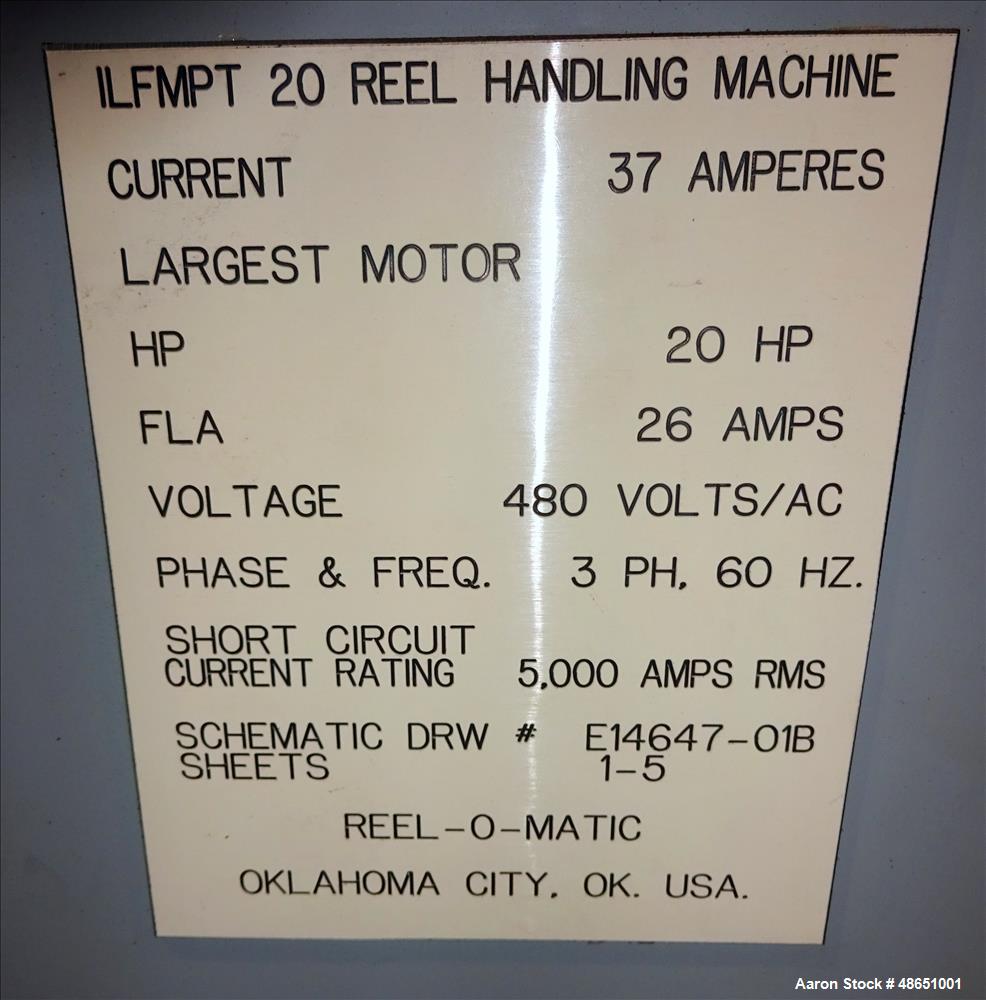 ILFMPT 20 REEL HANDLING MACHINE
CURRENT 37 AMPERES
LARGEST MOTOR
HP 20 HP
FLA 26 AMPS
VOLTAGE 480 VOLTS/AC
PHASE & FREQ. 3 PH, 60 HZ.
SHORT CIRCUIT
CURRENT RATING 5,000 AMPS RMS
SCHEMATIC DRW # E14647-01B
SHEETS 1-5
REEL-O-MATIC
OKLAHOMA CITY, OK. USA.
Aaron Stock # 48651001